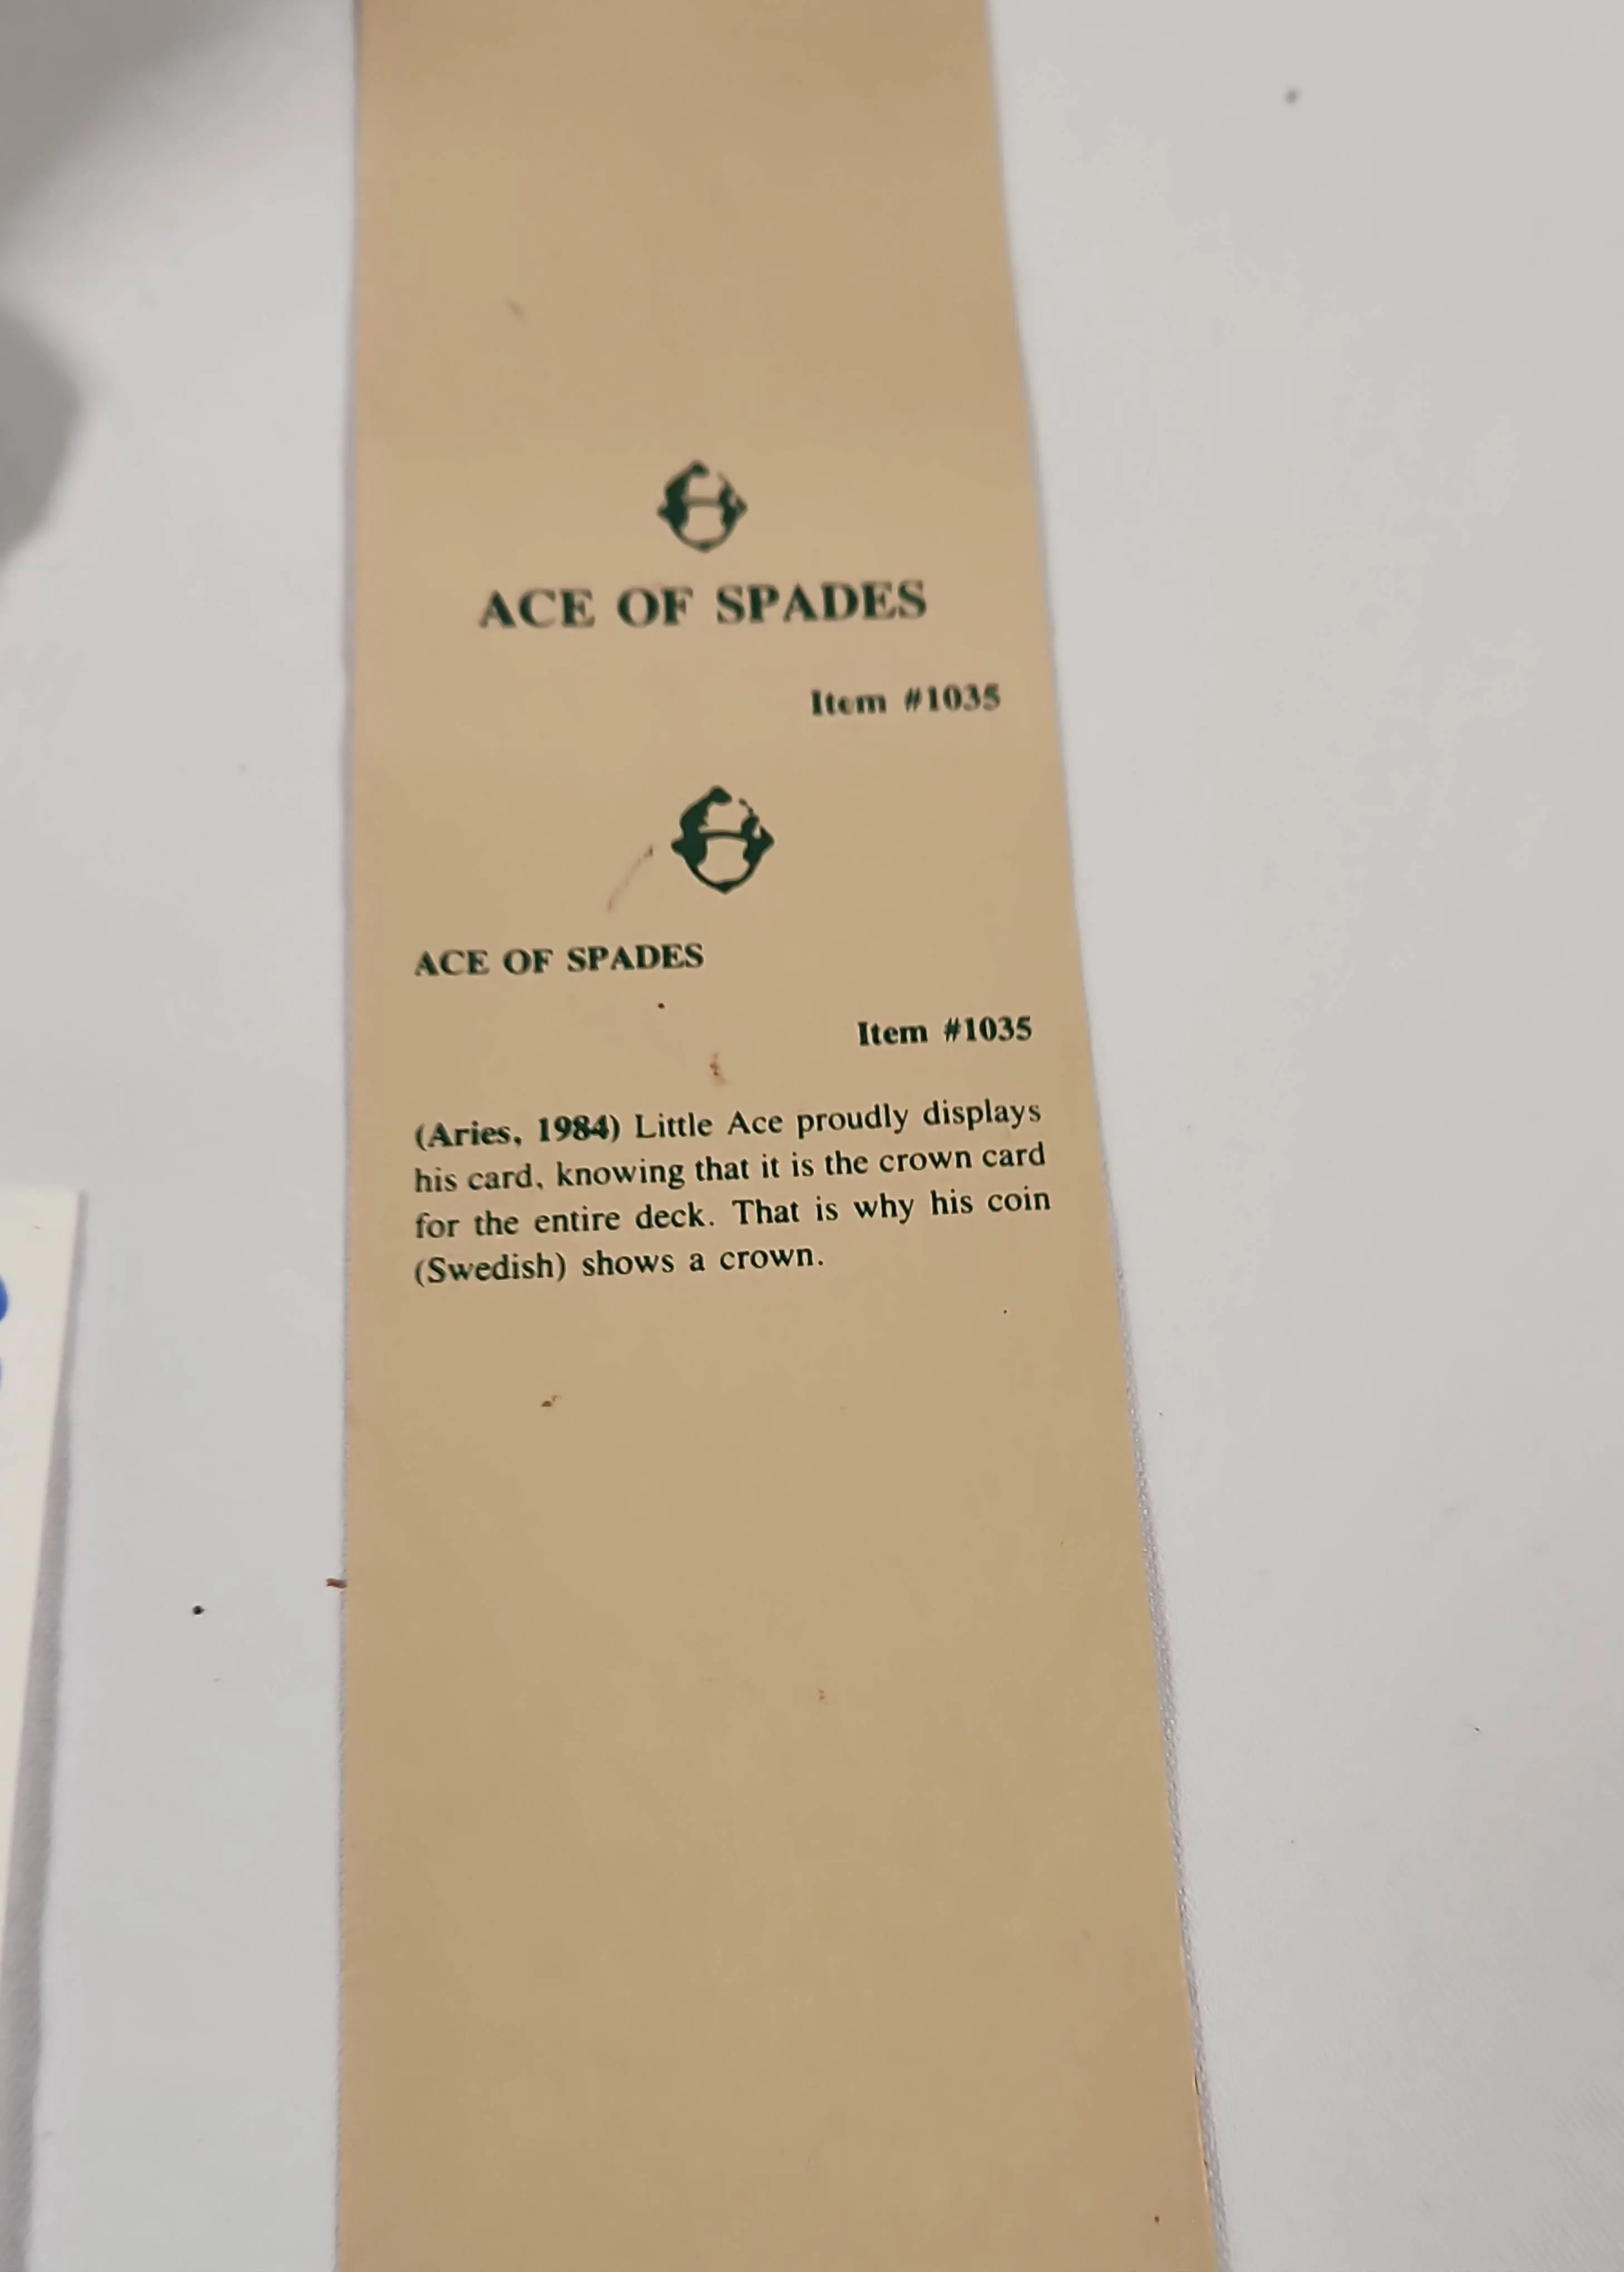 ACE OF SPADES
Item #1035
ACE OF SPADES
Item #1035
(Aries, 1984) Little Ace proudly displays
his card, knowing that it is the crown card
for the entire deck. That is why his coin
(Swedish) shows a crown.